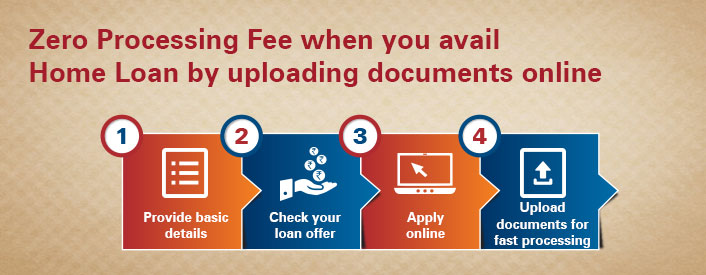 Zero Processing Fee when you avail
Home Loan by uploading documents online
1
Provide basic
details
2
₹
₹
₹
₹
Check your
loan offer
3
Apply
online
4
Upload
documents for
fast processing